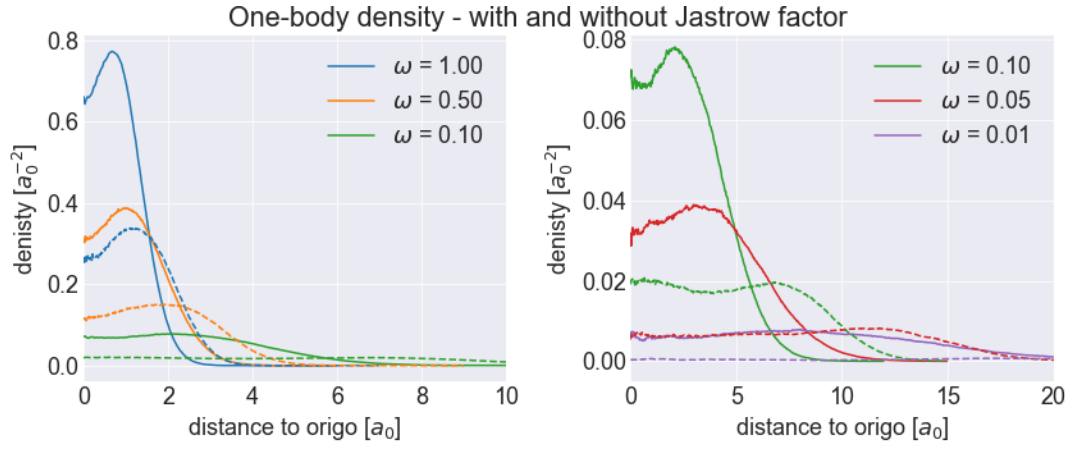 One-body density - with and without Jastrow factor
0.8
0.6
0.4
0.2
0.0
denisty [a₀⁻²]
ω = 1.00
ω = 0.50
ω = 0.10
0 2 4 6 8 10
distance to origo [a₀]
0.08
0.06
0.04
0.02
0.00
denisty [a₀⁻²]
ω = 0.10
ω = 0.05
ω = 0.01
0 5 10 15 20
distance to origo [a₀]